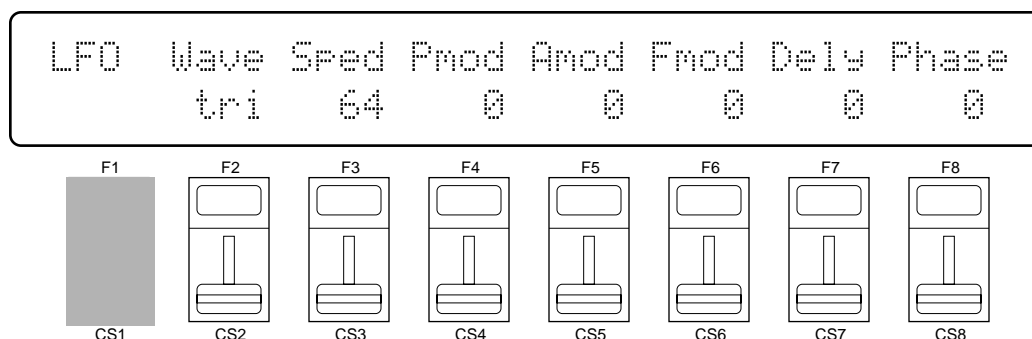 LFO Wave Sped Pmod Amod Fmod Dely Phase
tri 64 0 0 0 0 0
F1 F2 F3 F4 F5 F6 F7 F8
CS1 CS2 CS3 CS4 CS5 CS6 CS7 CS8